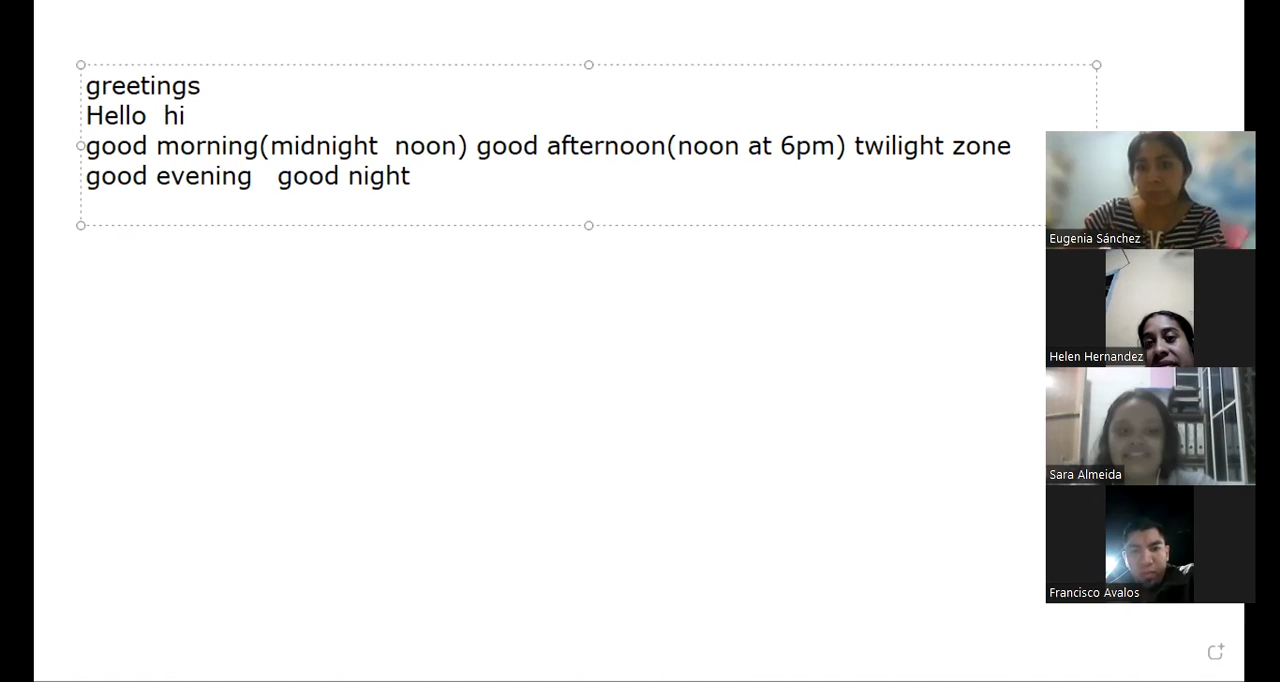 greetings
Hello  hi
good morning(midnight  noon) good afternoon(noon at 6pm) twilight zone
good evening   good night
Eugenia Sánchez
Helen Hernandez
Sara Almeida
Francisco Avalos